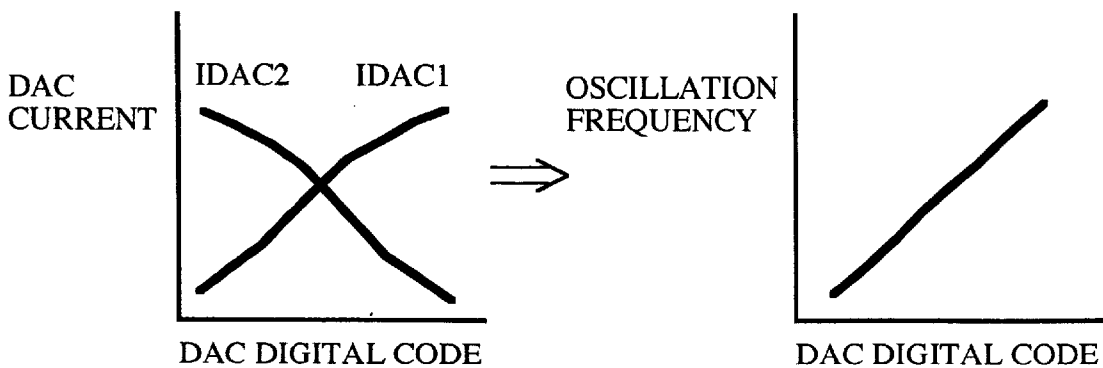 DAC
CURRENT
IDAC2
IDAC1
DAC DIGITAL CODE
OSCILLATION
FREQUENCY
DAC DIGITAL CODE